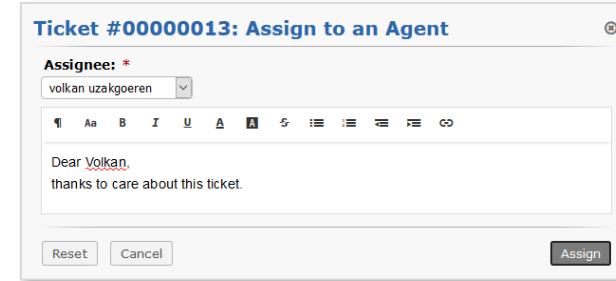 Ticket #00000013: Assign to an Agent
Assignee: *
volkan uzakgoeren
¶ Aa B I U A A S
Dear Volkan,
thanks to care about this ticket.
Reset Cancel Assign